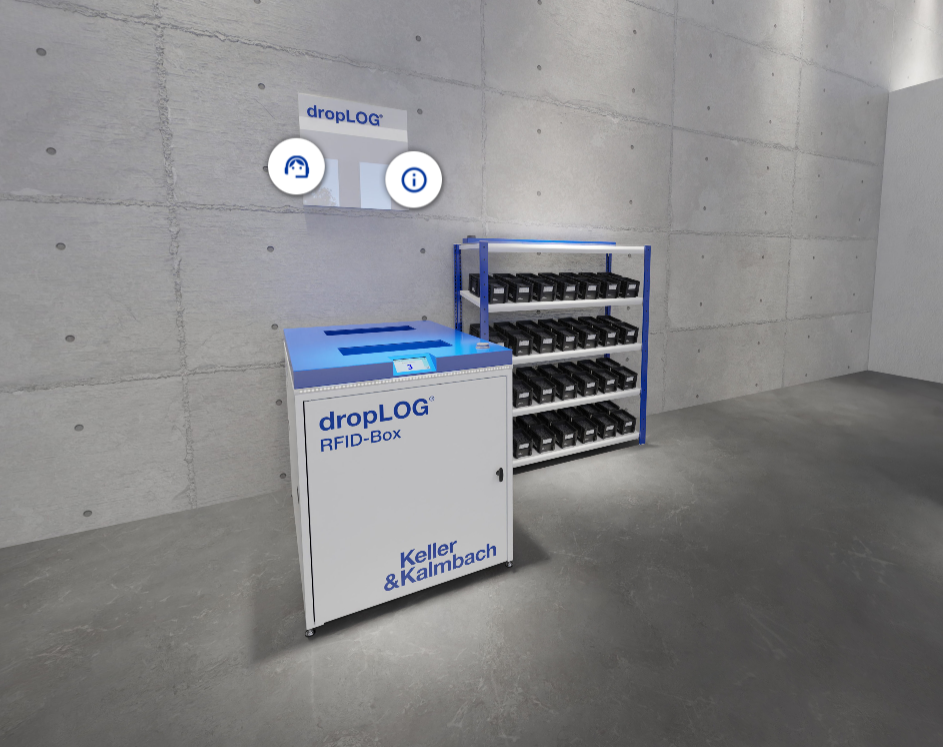 dropLOG®
3
dropLOG®
RFID-Box
Keller
&Kalmbach